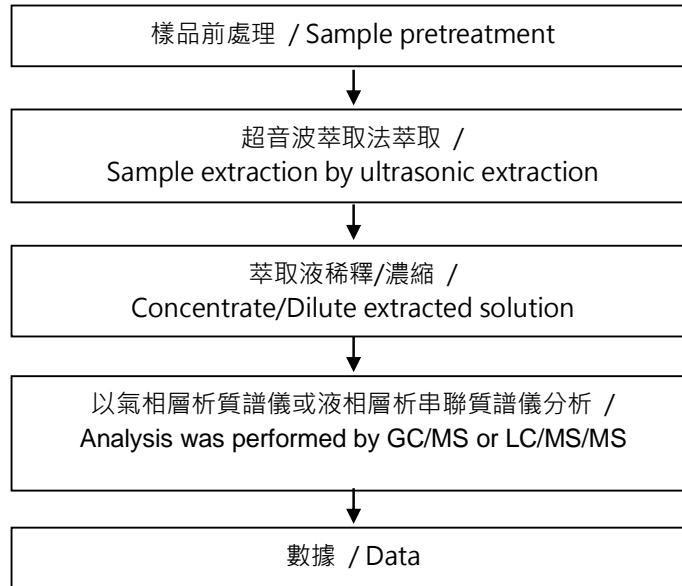 樣品前處理 / Sample pretreatment
超音波萃取法萃取 /
Sample extraction by ultrasonic extraction
萃取液稀釋/濃縮 /
Concentrate/Dilute extracted solution
以氣相層析質譜儀或液相層析串聯質譜儀分析 /
Analysis was performed by GC/MS or LC/MS/MS
數據 / Data